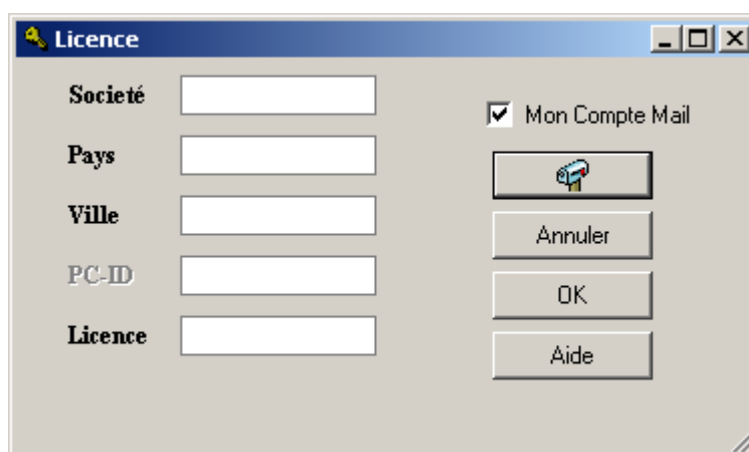 Licence
Societé
Mon Compte Mail
Pays
Ville
Annuler
PC-ID
OK
Licence
Aide